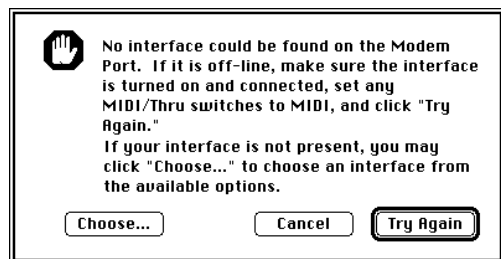 No interface could be found on the Modem
Port.  If it is off-line, make sure the interface
is turned on and connected, set any
MIDI/Thru switches to MIDI, and click "Try
Again."
If your interface is not present, you may
click "Choose..." to choose an interface from
the available options.
Choose... Cancel Try Again